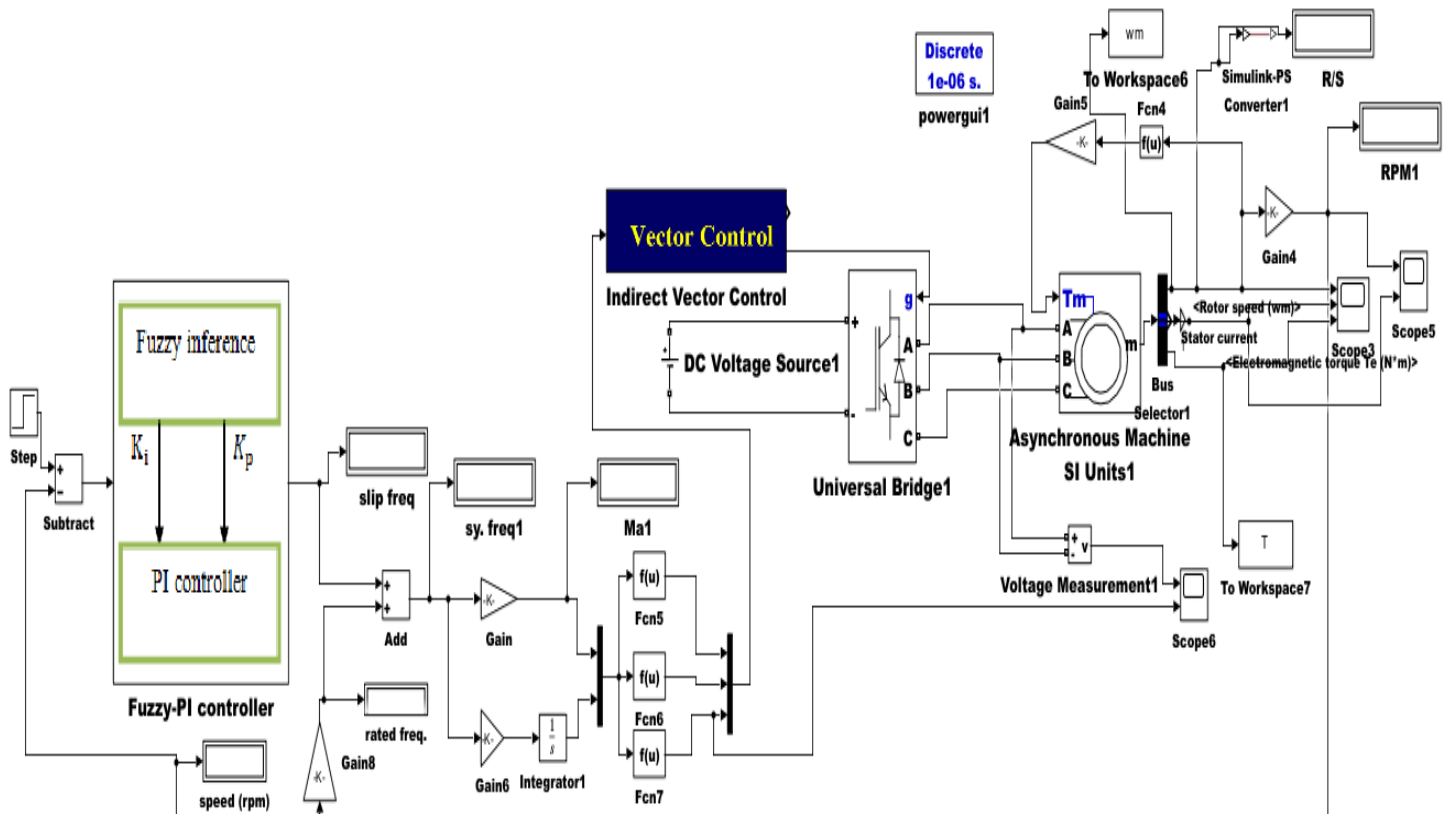 Discrete
1e-06 s.
powergui1
wm
To Workspace6
Gain5
-K-
Fcn4
f(u)
Simulink-PS
Converter1
R/S
RPM1
-K-
Gain4
Vector Control
Indirect Vector Control
+
-
DC Voltage Source1
+
g
A
B
C
Universal Bridge1
Tm
A
B
C
m
Asynchronous Machine
SI Units1
Bus
Selector1
<Rotor speed (wm)>
Stator current
<Electromagnetic torque Te (N*m)>
Scope3
Scope5
Fuzzy inference
Ki
Kp
PI controller
Fuzzy-PI controller
Step
+
−
Subtract
slip freq
sy. freq1
Ma1
+
+
Add
-K-
Gain
f(u)
Fcn5
f(u)
Fcn6
f(u)
Fcn7
+
-
v
Voltage Measurement1
Scope6
T
To Workspace7
rated freq.
-K-
Gain8
-K-
Gain6
1
s
Integrator1
speed (rpm)